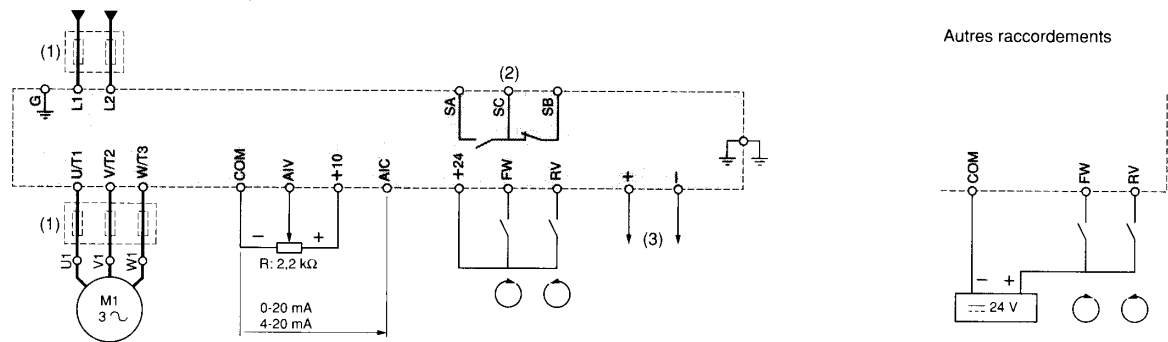 Autres raccordements
(1)
G
L1
L2
SA
(2)
SC
SB
U/T1
V/T2
W/T3
COM
AIV
+10
AIC
+24
FW
RV
+
–
COM
FW
RV
(1)
U1
V1
W1
– +
R: 2,2 kΩ
(3)
M1
3 ~
0-20 mA
4-20 mA
– +
24 V